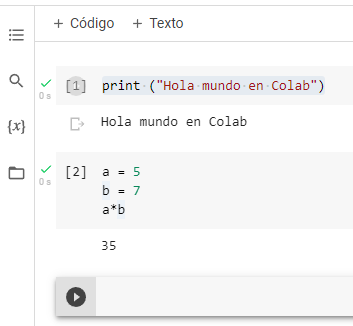 + Código + Texto
[1] print ("Hola mundo en Colab")
0 s
Hola mundo en Colab
{x}
[2] a = 5
0 s
b = 7
a*b
35